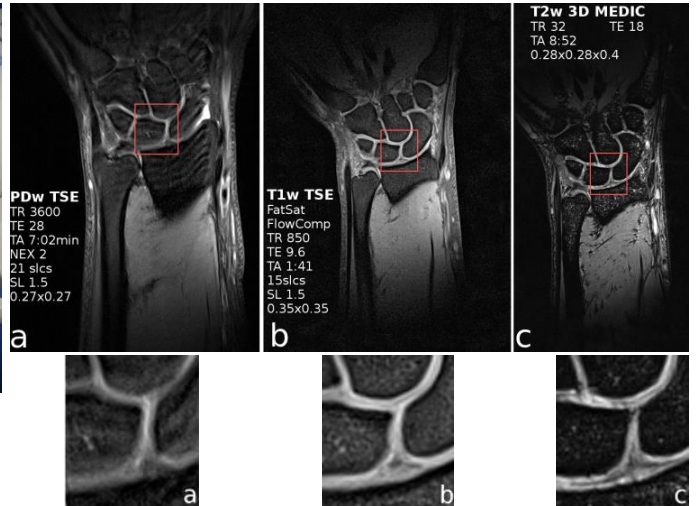 PDw TSE
TR 3600
TE 28
TA 7:02min
NEX 2
21 slcs
SL 1.5
0.27x0.27
a
T1w TSE
FatSat
FlowComp
TR 850
TE 9.6
TA 1:41
15slcs
SL 1.5
0.35x0.35
b
T2w 3D MEDIC
TR 32 TE 18
TA 8:52
0.28x0.28x0.4
c
a
b
c